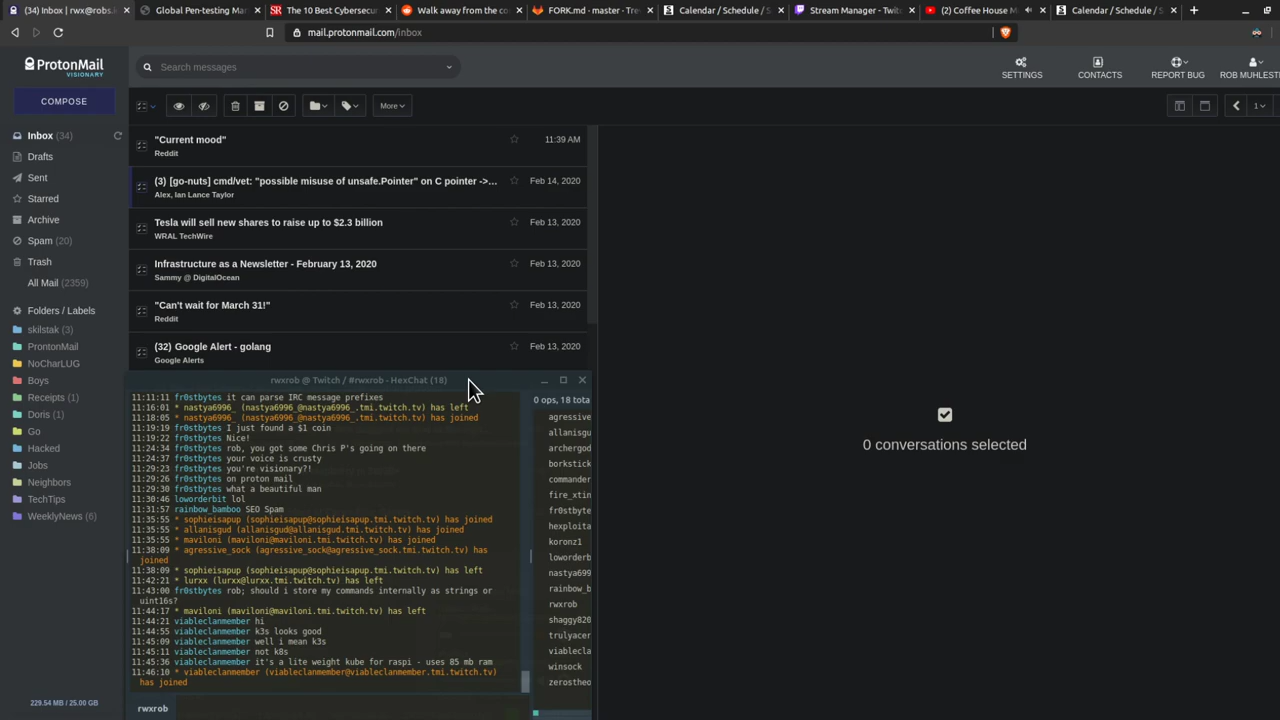 (34) Inbox | rwx@robs.
Global Pen-testing Mar
The 10 Best Cybersecur
Walk away from the co
FORK.md · master · Tre
Calendar / Schedule / S
Stream Manager - Twitc
(2) Coffee House M
Calendar / Schedule / S
mail.protonmail.com/inbox
ProtonMail
VISIONARY
Search messages
SETTINGS
CONTACTS
REPORT BUG
ROB MUHLEST
COMPOSE
More
1
Inbox (34)
Drafts
Sent
Starred
Archive
Spam (20)
Trash
All Mail (2359)
Folders / Labels
skilstak (3)
ProntonMail
NoCharLUG
Boys
Receipts (1)
Doris (1)
Go
Hacked
Jobs
Neighbors
TechTips
WeeklyNews (6)
229.54 MB / 25.00 GB
"Current mood"
11:39 AM
Reddit
(3) [go-nuts] cmd/vet: "possible misuse of unsafe.Pointer" on C pointer ->...
Feb 14, 2020
Alex, Ian Lance Taylor
Tesla will sell new shares to raise up to $2.3 billion
Feb 13, 2020
WRAL TechWire
Infrastructure as a Newsletter - February 13, 2020
Feb 13, 2020
Sammy @ DigitalOcean
"Can't wait for March 31!"
Feb 13, 2020
Reddit
(32) Google Alert - golang
Feb 13, 2020
Google Alerts
rwxrob @ Twitch / #rwxrob - HexChat (18)
11:11:11 fr0stbytes it can parse IRC message prefixes
11:16:01 * nastya6996_ (nastya6996_@nastya6996_.tmi.twitch.tv) has left
11:18:05 * nastya6996_ (nastya6996_@nastya6996_.tmi.twitch.tv) has joined
11:19:19 fr0stbytes I just found a $1 coin
11:19:22 fr0stbytes Nice!
11:24:34 fr0stbytes rob, you got some Chris P's going on there
11:24:37 fr0stbytes your voice is crusty
11:29:23 fr0stbytes you're visionary?!
11:29:26 fr0stbytes on proton mail
11:29:30 fr0stbytes what a beautiful man
11:30:46 loworderbit lol
11:31:57 rainbow_bamboo SEO Spam
11:35:55 * sophieisapup (sophieisapup@sophieisapup.tmi.twitch.tv) has joined
11:35:55 * allanisgud (allanisgud@allanisgud.tmi.twitch.tv) has joined
11:35:55 * maviloni (maviloni@maviloni.tmi.twitch.tv) has joined
11:38:09 * agressive_sock (agressive_sock@agressive_sock.tmi.twitch.tv) has
joined
11:38:09 * sophieisapup (sophieisapup@sophieisapup.tmi.twitch.tv) has left
11:42:21 * lurxx (lurxx@lurxx.tmi.twitch.tv) has left
11:43:00 fr0stbytes rob; should i store my commands internally as strings or
uint16s?
11:44:17 * maviloni (maviloni@maviloni.tmi.twitch.tv) has left
11:44:21 viableclanmember hi
11:44:55 viableclanmember k3s looks good
11:45:09 viableclanmember well i mean k3s
11:45:11 viableclanmember not k8s
11:45:36 viableclanmember it's a lite weight kube for raspi - uses 85 mb ram
11:46:10 * viableclanmember (viableclanmember@viableclanmember.tmi.twitch.tv)
has joined
rwxrob
0 ops, 18 tota
agressive
allanisgu
archergod
borkstick
commander
fire_xtin
fr0stbyte
hexploita
koronz1
loworderb
nastya699
rainbow_b
rwxrob
shaggy820
trulyacer
viablecla
winsock
zerostheo
0 conversations selected